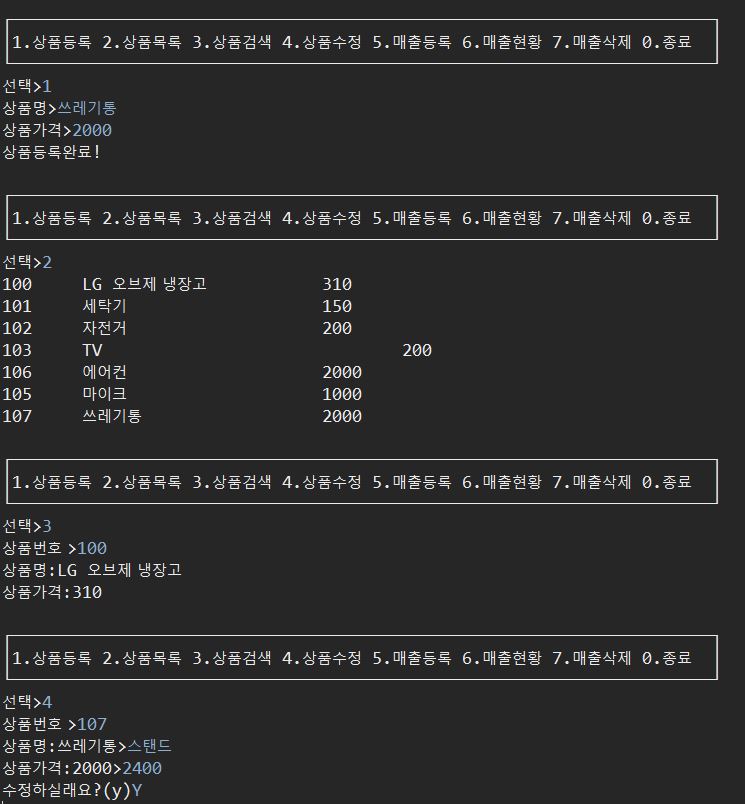 1.상품등록 2.상품목록 3.상품검색 4.상품수정 5.매출등록 6.매출현황 7.매출삭제 0.종료
선택>1
상품명>쓰레기통
상품가격>2000
상품등록완료!
1.상품등록 2.상품목록 3.상품검색 4.상품수정 5.매출등록 6.매출현황 7.매출삭제 0.종료
선택>2
100 LG 오브제 냉장고 310
101 세탁기 150
102 자전거 200
103 TV 200
106 에어컨 2000
105 마이크 1000
107 쓰레기통 2000
1.상품등록 2.상품목록 3.상품검색 4.상품수정 5.매출등록 6.매출현황 7.매출삭제 0.종료
선택>3
상품번호 >100
상품명:LG 오브제 냉장고
상품가격:310
1.상품등록 2.상품목록 3.상품검색 4.상품수정 5.매출등록 6.매출현황 7.매출삭제 0.종료
선택>4
상품번호 >107
상품명:쓰레기통>스탠드
상품가격:2000>2400
수정하실래요?(y)Y